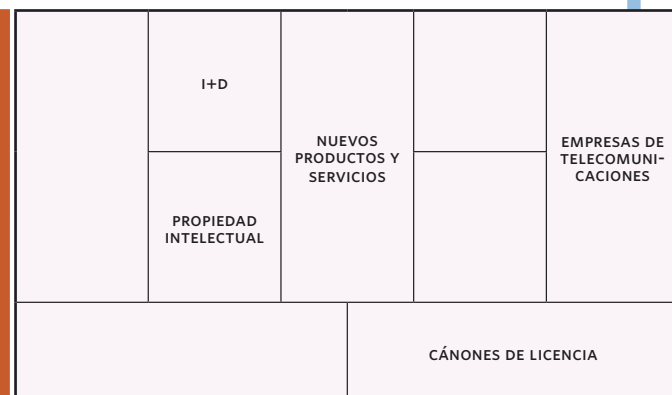 I+D
NUEVOS
PRODUCTOS Y
SERVICIOS
EMPRESAS DE
TELECOMUNI-
CACIONES
PROPIEDAD
INTELECTUAL
CÁNONES DE LICENCIA